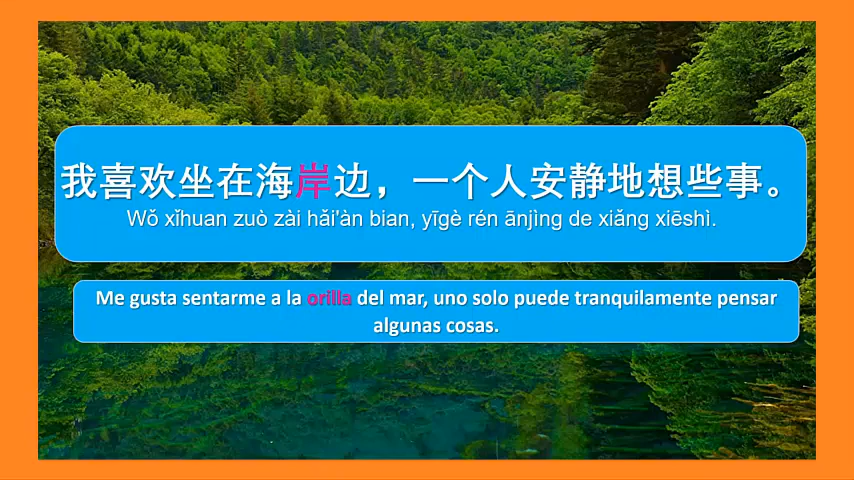 我喜欢坐在海岸边，一个人安静地想些事。
Wǒ xǐhuan zuò zài hǎi'àn bian, yīgè rén ānjìng de xiǎng xiēshì.
Me gusta sentarme a la orilla del mar, uno solo puede tranquilamente pensar
algunas cosas.